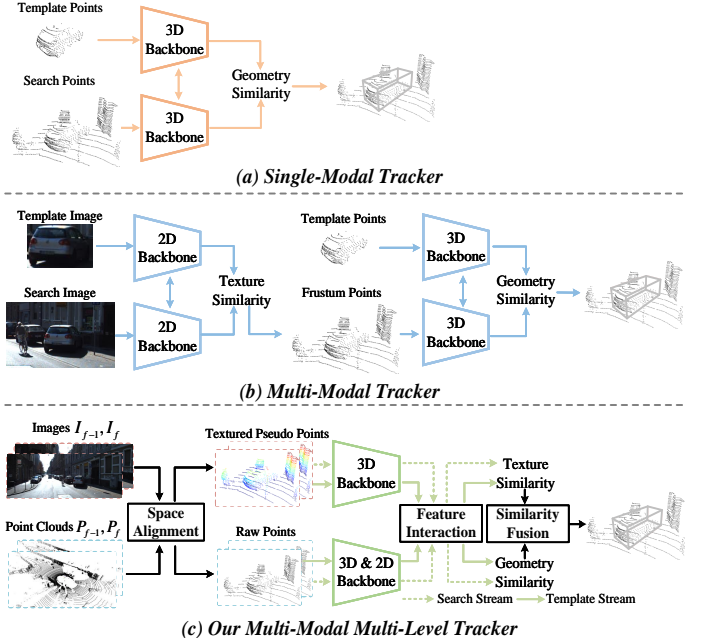 Template Points
3D
Backbone
Search Points
Geometry
Similarity
3D
Backbone
(a) Single-Modal Tracker
Template Image
2D
Backbone
Template Points
3D
Backbone
Search Image
Texture
Similarity
Frustum Points
Geometry
Similarity
2D
Backbone
3D
Backbone
(b) Multi-Modal Tracker
Images I_{f-1}, I_f
Textured Pseudo Points
3D
Backbone
Texture
Similarity
Space
Alignment
Feature
Interaction
Similarity
Fusion
Point Clouds P_{f-1}, P_f
Raw Points
3D & 2D
Backbone
Geometry
Similarity
Search Stream
Template Stream
(c) Our Multi-Modal Multi-Level Tracker